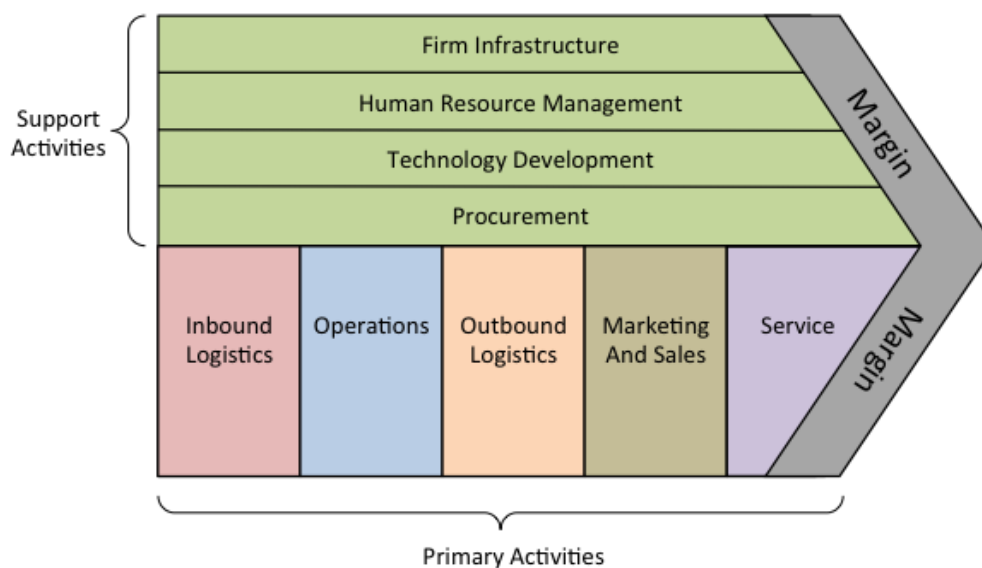 Firm Infrastructure
Human Resource Management
Technology Development
Procurement
Support
Activities
Margin
Inbound
Logistics
Operations
Outbound
Logistics
Marketing
And Sales
Service
Margin
Primary Activities